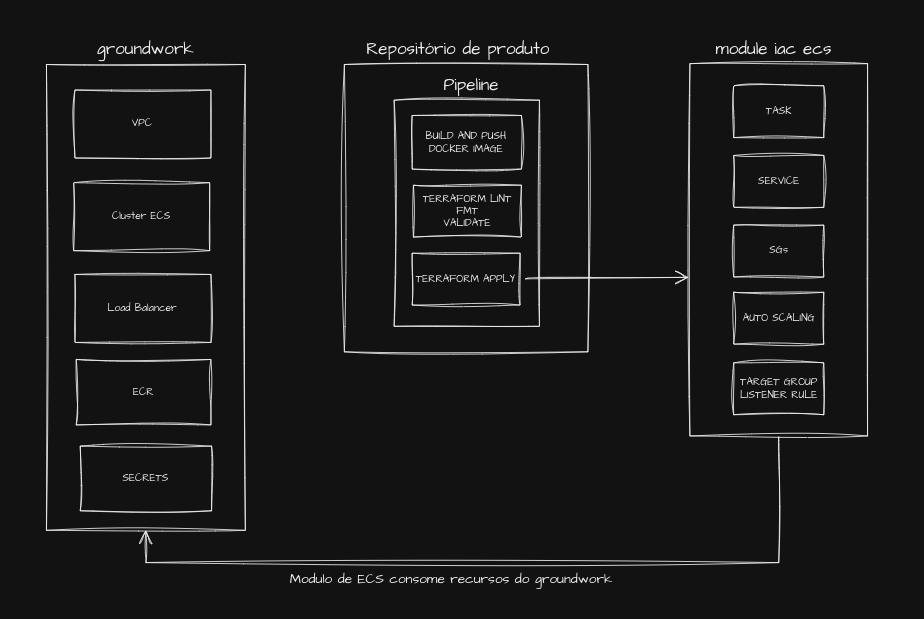 groundwork
VPC
Cluster ECS
Load Balancer
ECR
SECRETS
Repositório de produto
Pipeline
BUILD AND PUSH
DOCKER IMAGE
TERRAFORM LINT
FMT
VALIDATE
TERRAFORM APPLY
module iac ecs
TASK
SERVICE
SGs
AUTO SCALING
TARGET GROUP
LISTENER RULE
Modulo de ECS consome recursos do groundwork